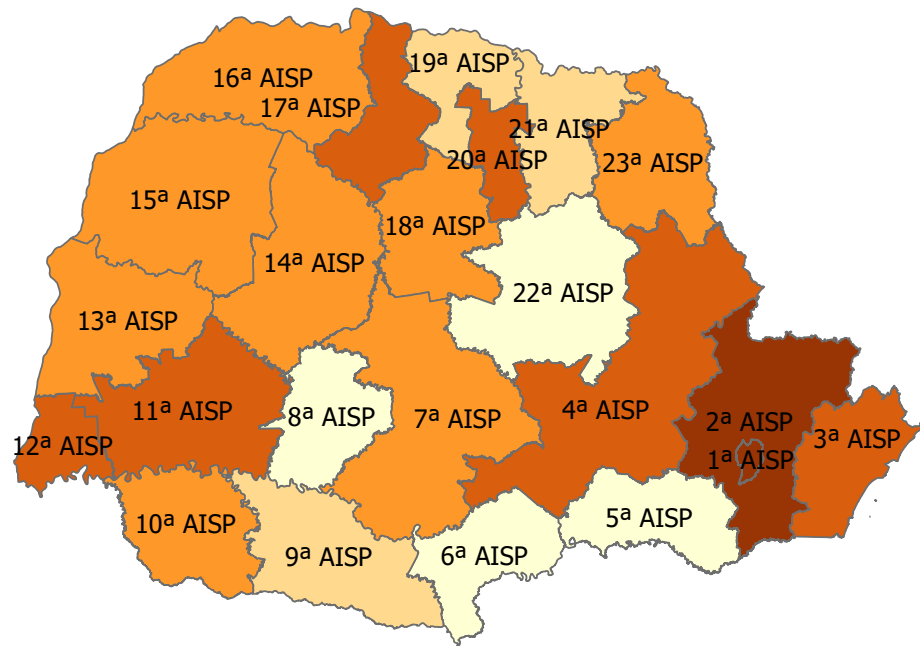 19ª AISP
16ª AISP
17ª AISP
21ª AISP
20ª AISP
23ª AISP
15ª AISP
18ª AISP
14ª AISP
22ª AISP
13ª AISP
11ª AISP
8ª AISP
7ª AISP
4ª AISP
2ª AISP
3ª AISP
12ª AISP
1ª AISP
10ª AISP
5ª AISP
9ª AISP
6ª AISP